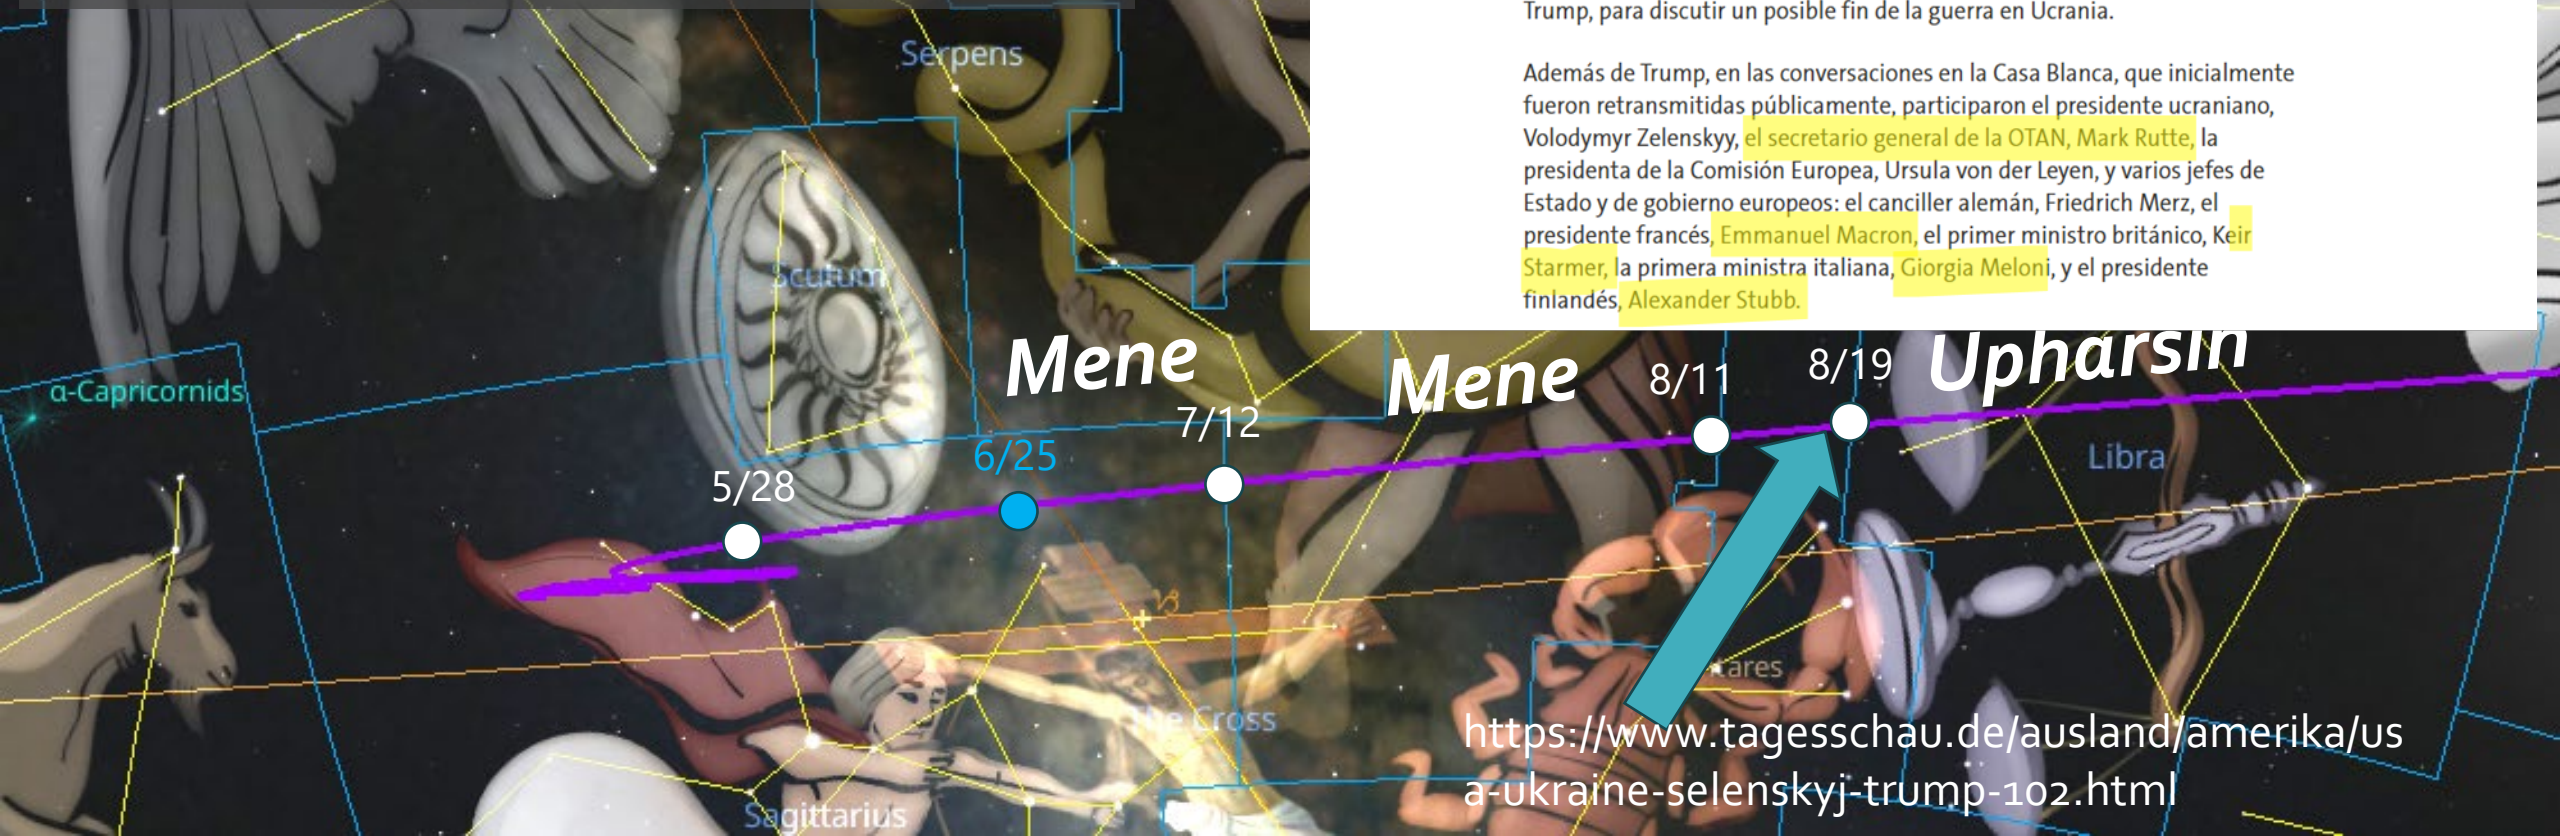 Trump, para discutir un posible fin de la guerra en Ucrania.
Además de Trump, en las conversaciones en la Casa Blanca, que inicialmente
fueron retransmitidas públicamente, participaron el presidente ucraniano,
Volodymyr Zelenskyy, el secretario general de la OTAN, Mark Rutte, la
presidenta de la Comisión Europea, Ursula von der Leyen, y varios jefes de
Estado y de gobierno europeos: el canciller alemán, Friedrich Merz, el
presidente francés, Emmanuel Macron, el primer ministro británico, Keir
Starmer, la primera ministra italiana, Giorgia Meloni, y el presidente
finlandés, Alexander Stubb.
Serpens
Scutum
Mene
Mene
8/11
8/19
Upharsin
α-Capricornids
7/12
6/25
5/28
Libra
The Cross
Sagittarius
https://www.tagesschau.de/ausland/amerika/us
a-ukraine-selenskyj-trump-102.html